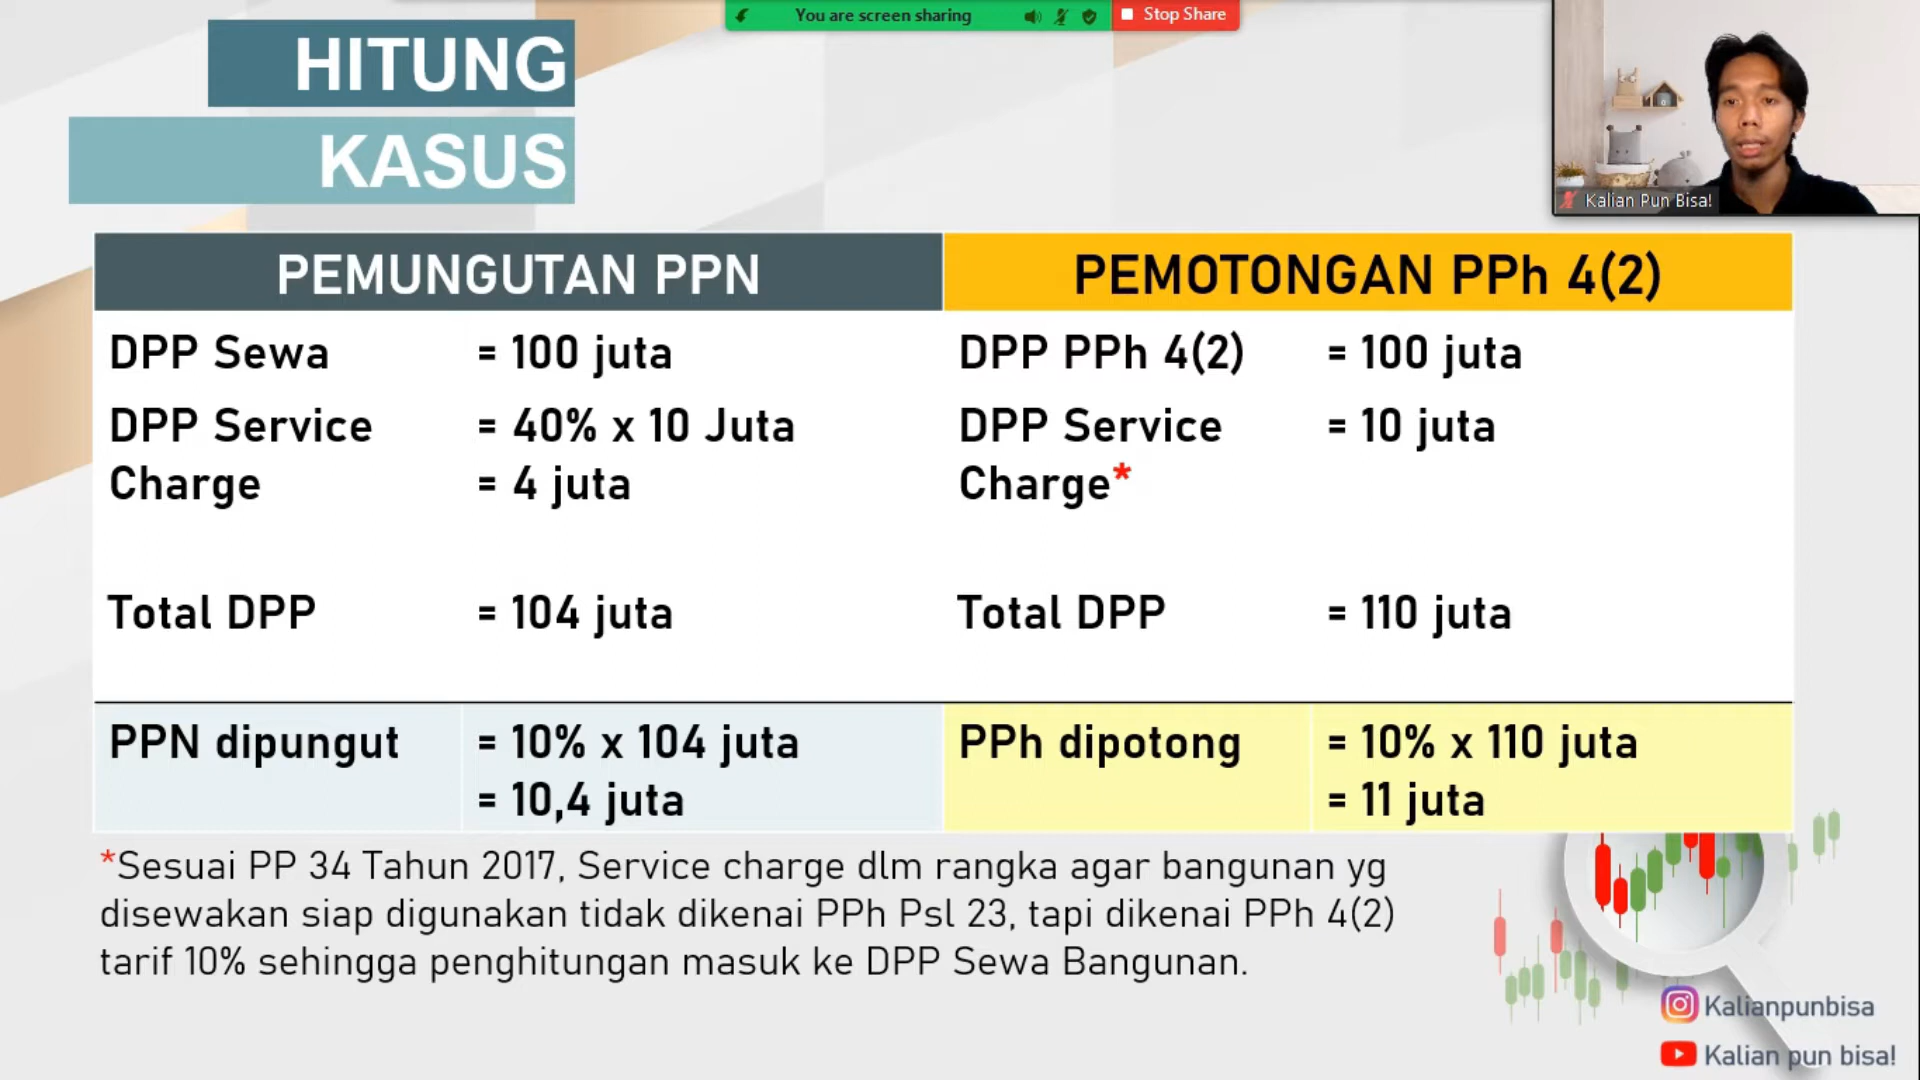 You are screen sharing
Stop Share
HITUNG
KASUS
Kalian Pun Bisa!
PEMUNGUTAN PPN
PEMOTONGAN PPh 4(2)
DPP Sewa = 100 juta
DPP PPh 4(2) = 100 juta
DPP Service = 40% x 10 Juta
Charge = 4 juta
DPP Service = 10 juta
Charge*
Total DPP = 104 juta
Total DPP = 110 juta
PPN dipungut = 10% x 104 juta
= 10,4 juta
PPh dipotong = 10% x 110 juta
= 11 juta
*Sesuai PP 34 Tahun 2017, Service charge dlm rangka agar bangunan yg
disewakan siap digunakan tidak dikenai PPh Psl 23, tapi dikenai PPh 4(2)
tarif 10% sehingga penghitungan masuk ke DPP Sewa Bangunan.
Kalianpunbisa
Kalian pun bisa!